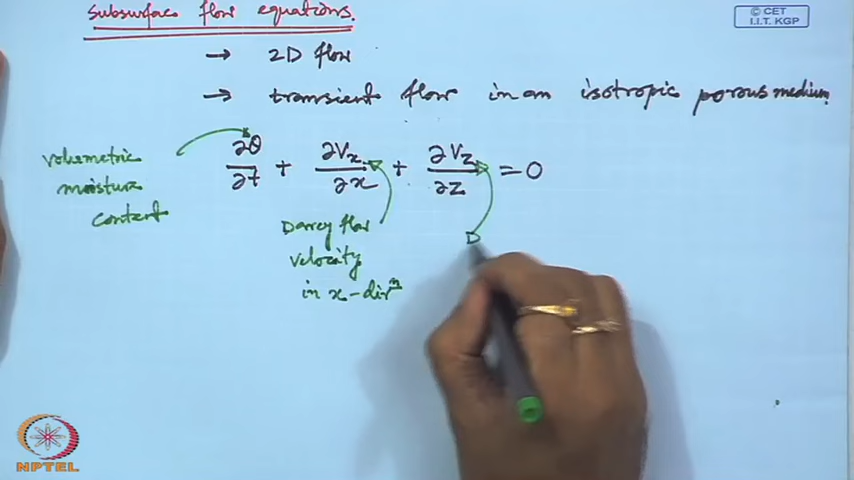 subsurface flow equations.
© CET
I.I.T. KGP
→ 2D flow
→ transient flow in an isotropic porous medium.
volumetric
moisture
content
∂θ/∂t + ∂Vx/∂x + ∂Vz/∂z = 0
Darcy flow
velocity
in x-dirⁿ
D
NPTEL